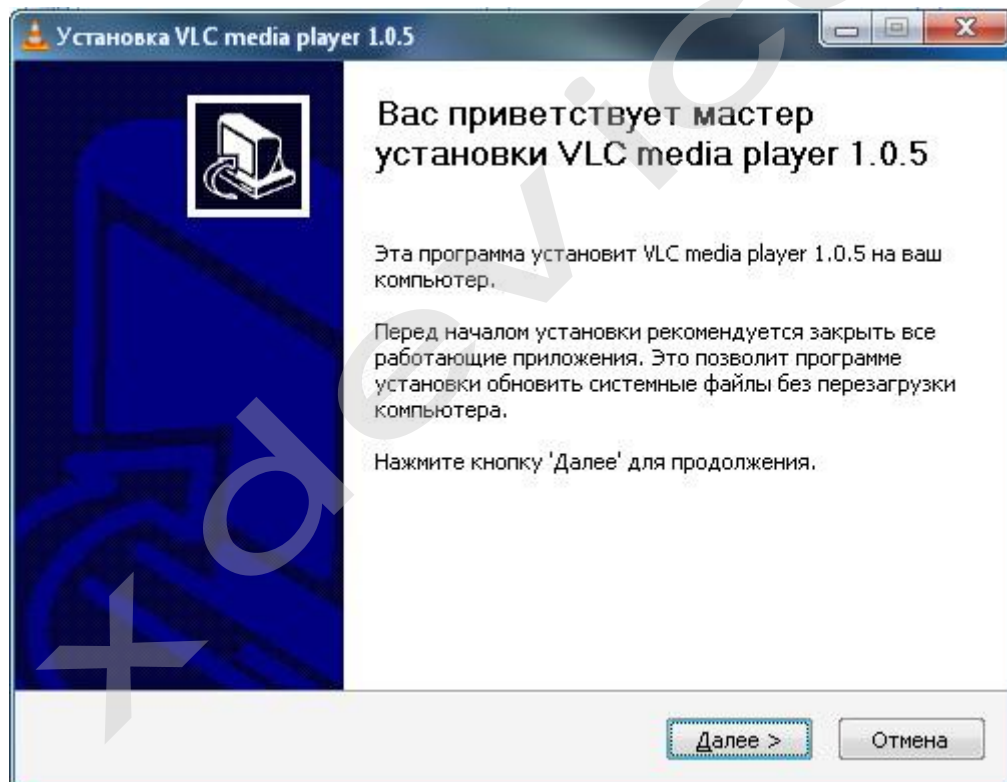 Установка VLC media player 1.0.5
Вас приветствует мастер
установки VLC media player 1.0.5
Эта программа установит VLC media player 1.0.5 на ваш
компьютер.
Перед началом установки рекомендуется закрыть все
работающие приложения. Это позволит программе
установки обновить системные файлы без перезагрузки
компьютера.
Нажмите кнопку 'Далее' для продолжения.
Далее >
Отмена
xdevic